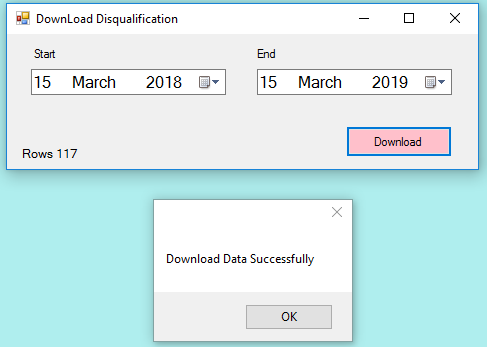 DownLoad Disqualification
Start End
15 March 2018 15 March 2019
Download
Rows 117
Download Data Successfully
OK